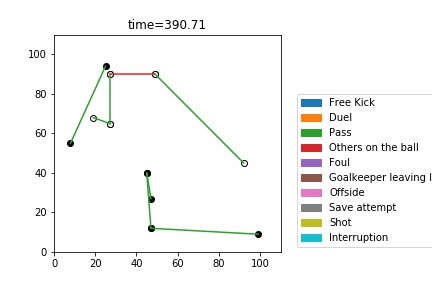 time=390.71
100
80
60
40
20
0
0 20 40 60 80 100
Free Kick
Duel
Pass
Others on the ball
Foul
Goalkeeper leaving l
Offside
Save attempt
Shot
Interruption